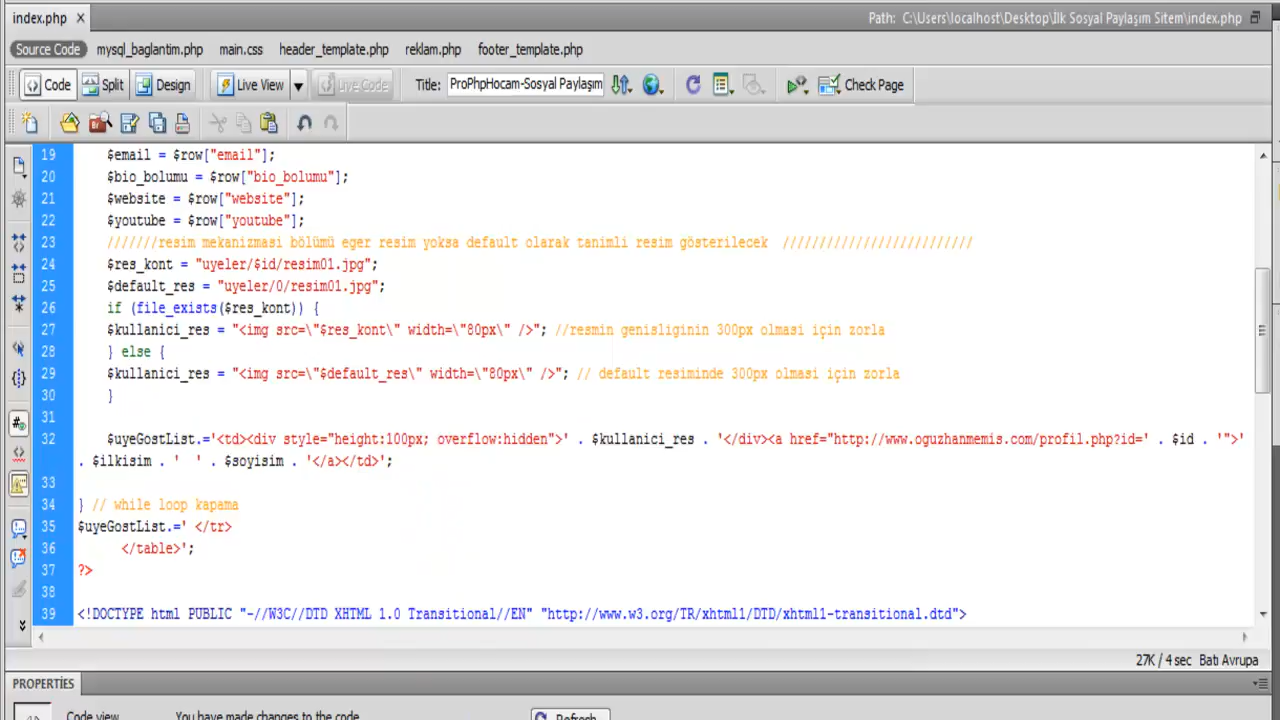 index.php
Path: C:\Users\localhost\Desktop\İlk Sosyal Paylaşım Sitem\index.php
Source Code mysql_baglantim.php main.css header_template.php reklam.php footer_template.php
Code Split Design Live View Live Code Title: ProPhpHocam-Sosyal Paylaşım Check Page
19 $email = $row["email"];
20 $bio_bolumu = $row["bio_bolumu"];
21 $website = $row["website"];
22 $youtube = $row["youtube"];
23 ///////resim mekanizmasi bölümü eger resim yoksa default olarak tanimli resim gösterilecek //////////////////////////
24 $res_kont = "uyeler/$id/resim01.jpg";
25 $default_res = "uyeler/0/resim01.jpg";
26 if (file_exists($res_kont)) {
27 $kullanici_res = "<img src=\"$res_kont\" width=\"80px\" />"; //resmin genisliginin 300px olmasi için zorla
28 } else {
29 $kullanici_res = "<img src=\"$default_res\" width=\"80px\" />"; // default resiminde 300px olmasi için zorla
30 }
31
32 $uyeGostList.='<td><div style="height:100px; overflow:hidden">' . $kullanici_res . '</div><a href="http://www.oguzhanmemis.com/profil.php?id=' . $id . '">'
. $ilkisim . '  ' . $soyisim . '</a></td>';
33
34 } // while loop kapama
35 $uyeGostList.=' </tr>
36 </table>';
37 ?>
38
39 <!DOCTYPE html PUBLIC "-//W3C//DTD XHTML 1.0 Transitional//EN" "http://www.w3.org/TR/xhtml1/DTD/xhtml1-transitional.dtd">
27K / 4 sec Batı Avrupa
PROPERTİES
Code view You have made changes to the code. Refresh